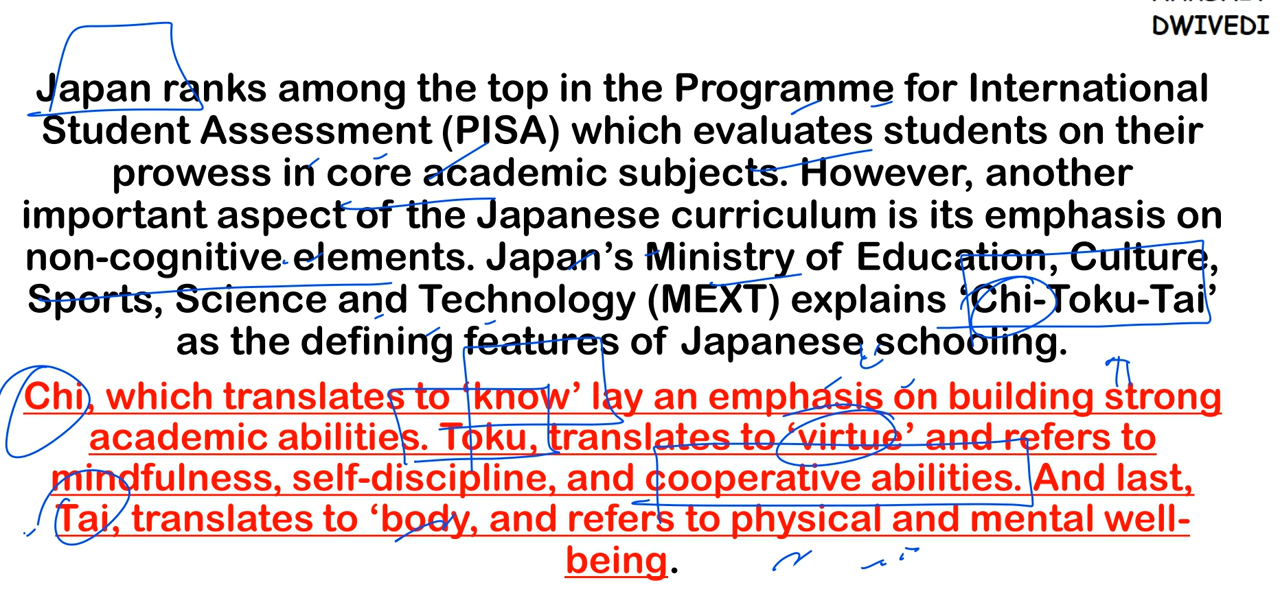 DWIVEDI
Japan ranks among the top in the Programme for International
Student Assessment (PISA) which evaluates students on their
prowess in core academic subjects. However, another
important aspect of the Japanese curriculum is its emphasis on
non-cognitive elements. Japan's Ministry of Education, Culture,
Sports, Science and Technology (MEXT) explains 'Chi-Toku-Tai'
as the defining features of Japanese schooling.
Chi, which translates to 'know' lay an emphasis on building strong
academic abilities. Toku, translates to 'virtue' and refers to
mindfulness, self-discipline, and cooperative abilities. And last,
Tai, translates to 'body, and refers to physical and mental well-
being.